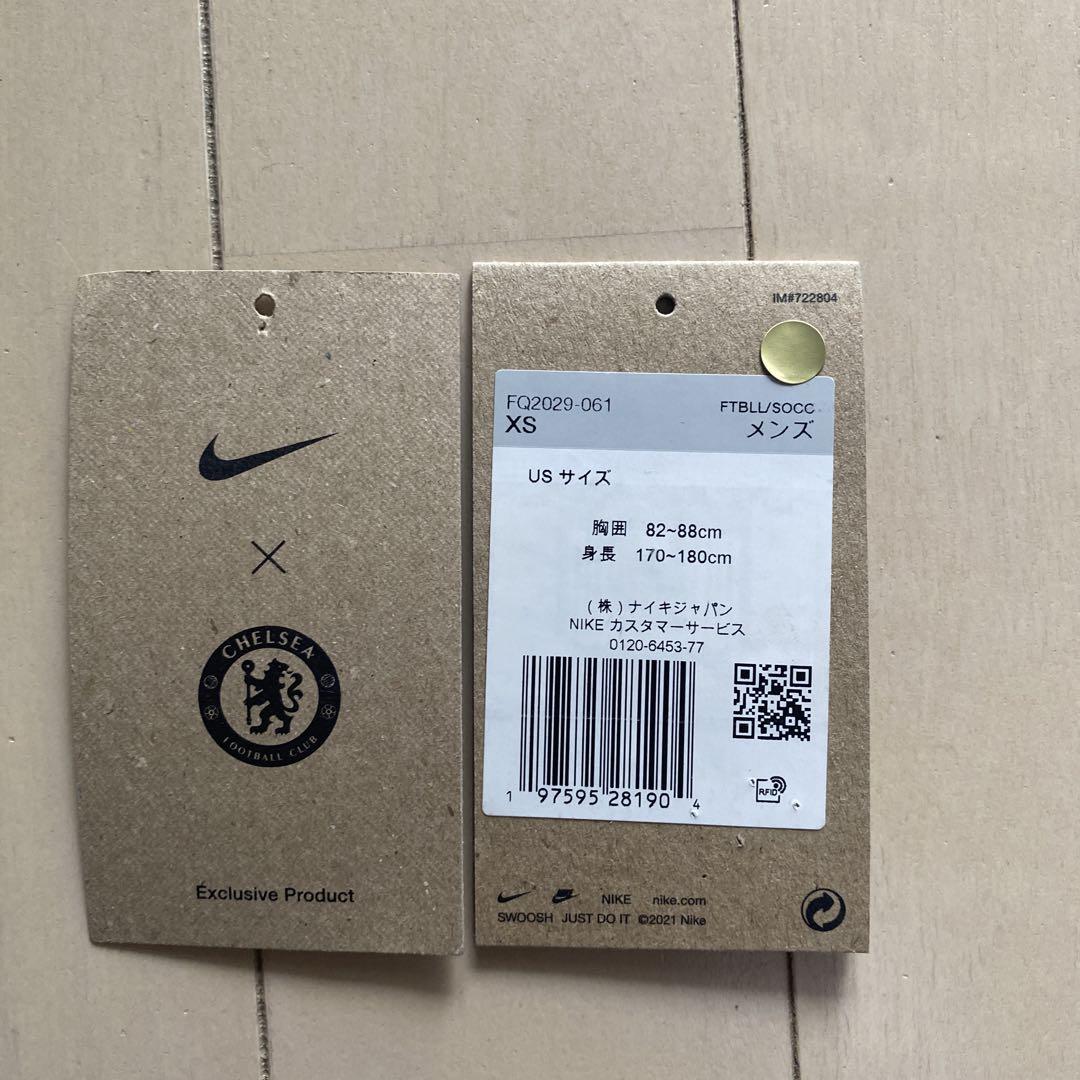 ×
CHELSEA
FOOTBALL CLUB
Exclusive Product
IM#722804
FQ2029-061
FTBLL/SOCC
XS
メンズ
US サイズ
胸囲 82~88cm
身長 170~180cm
(株)ナイキジャパン
NIKE カスタマーサービス
0120-6453-77
1 97595 28190 4
RFID
NIKE nike.com
SWOOSH JUST DO IT ©2021 Nike